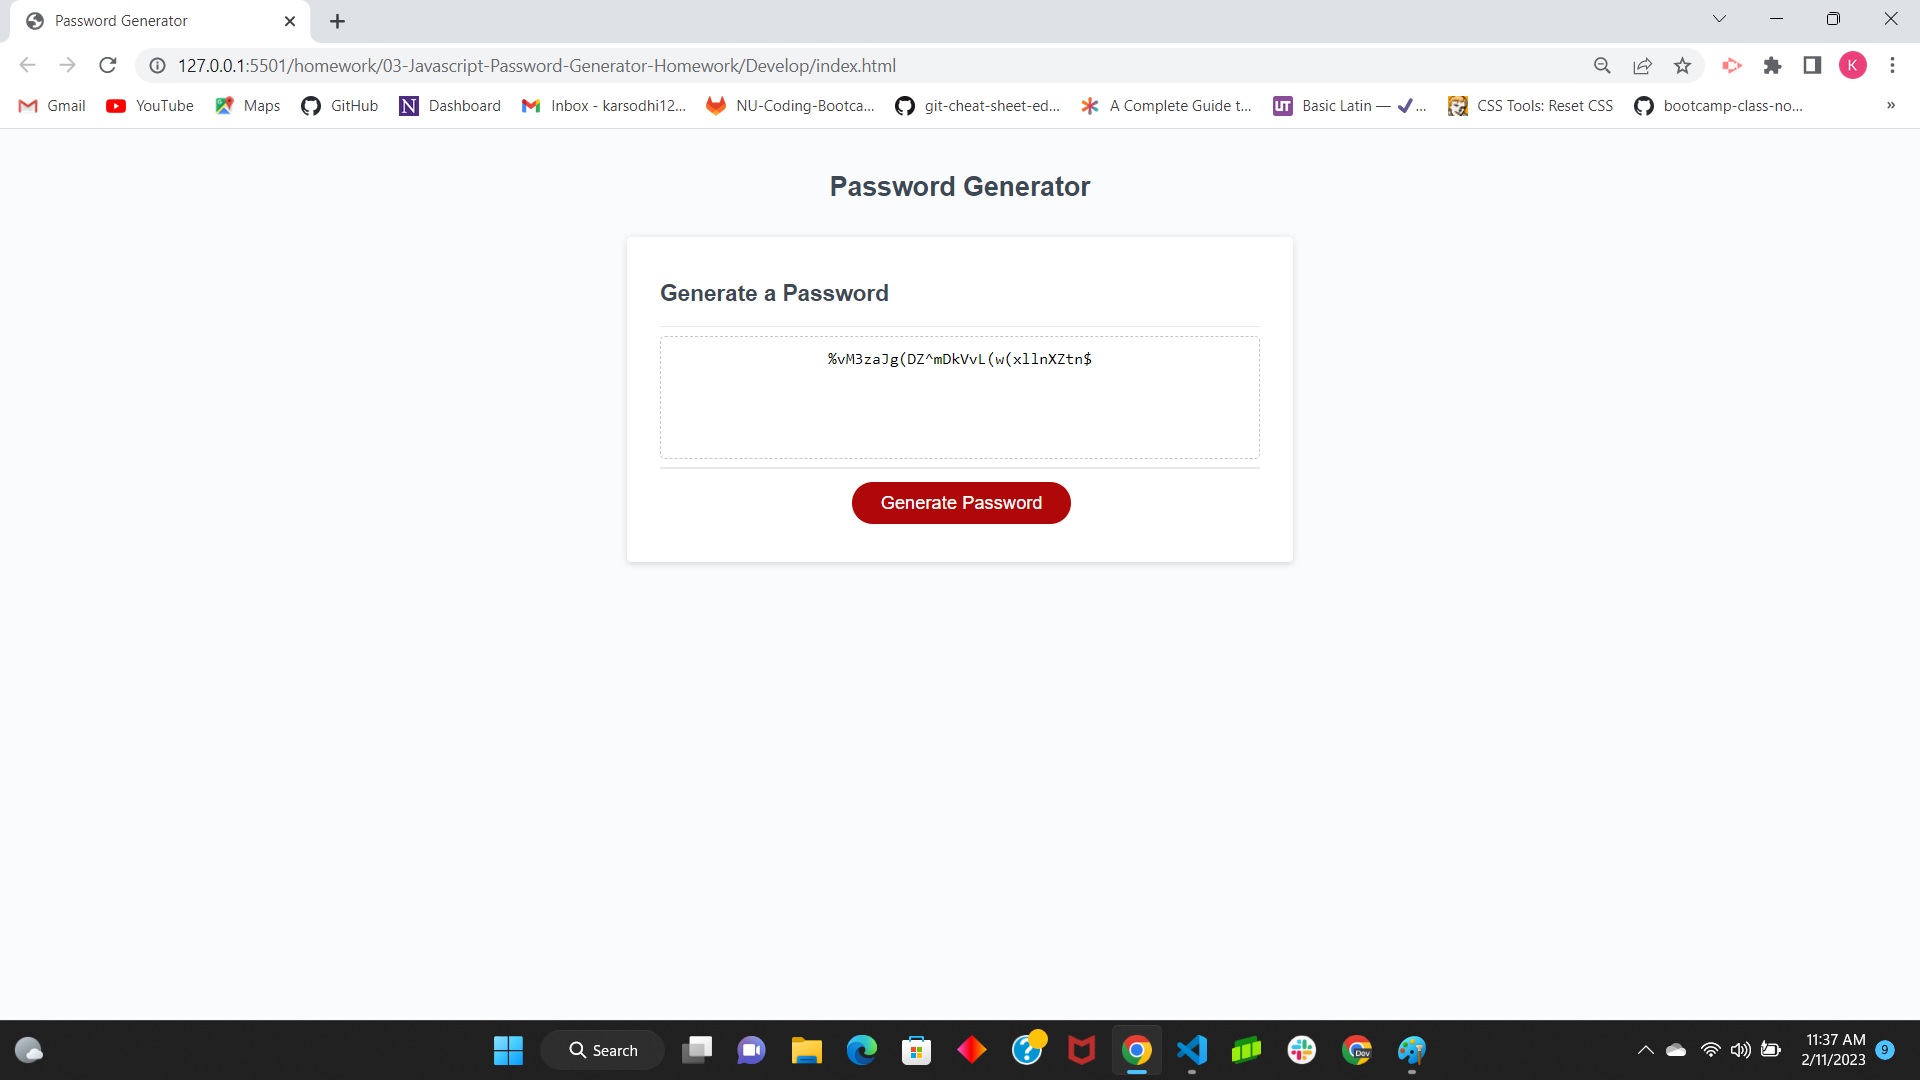 Password Generator
127.0.0.1:5501/homework/03-Javascript-Password-Generator-Homework/Develop/index.html
K
Gmail YouTube Maps GitHub N Dashboard Inbox - karsodhi12... NU-Coding-Bootca... git-cheat-sheet-ed... A Complete Guide t... UT Basic Latin — ✔... CSS Tools: Reset CSS bootcamp-class-no... »
Password Generator
Generate a Password
%vM3zaJg(DZ^mDkVvL(w(xllnXZtn$
Generate Password
Search
Dev
11:37 AM
2/11/2023
9